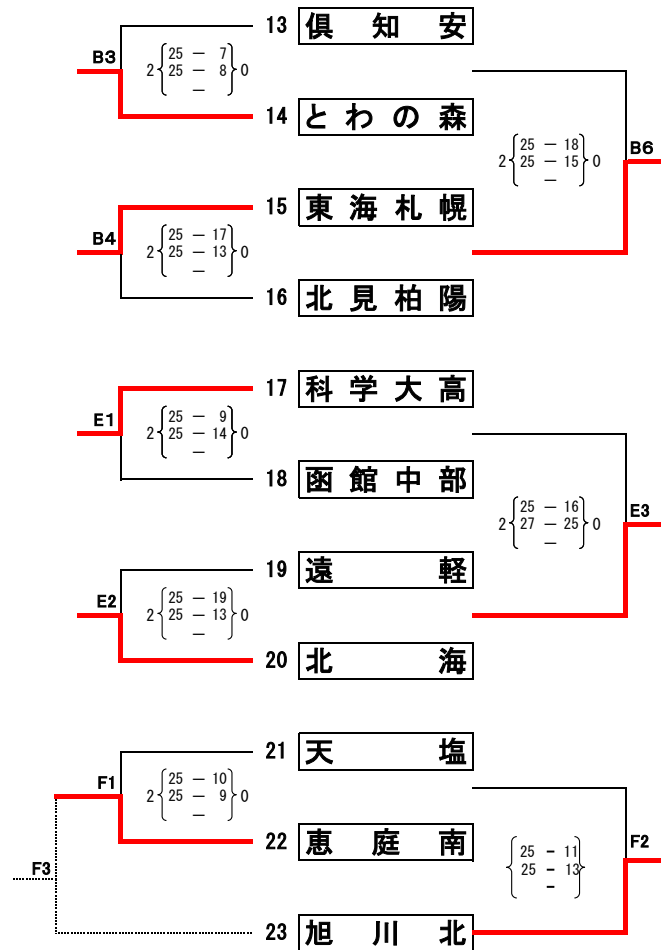 13 倶知安
B3
25 － 7
2 25 － 8 0
－
14 とわの森
25 － 18
B6
2 25 － 15 0
－
15 東海札幌
B4
25 － 17
2 25 － 13 0
－
16 北見柏陽
17 科学大高
E1
25 － 9
2 25 － 14 0
－
18 函館中部
25 － 16
E3
2 27 － 25 0
－
19 遠軽
E2
25 － 19
2 25 － 13 0
－
20 北海
21 天塩
F1
25 － 10
2 25 － 9 0
－
22 恵庭南
F2
25 - 11
25 - 13
-
F3
23 旭川北